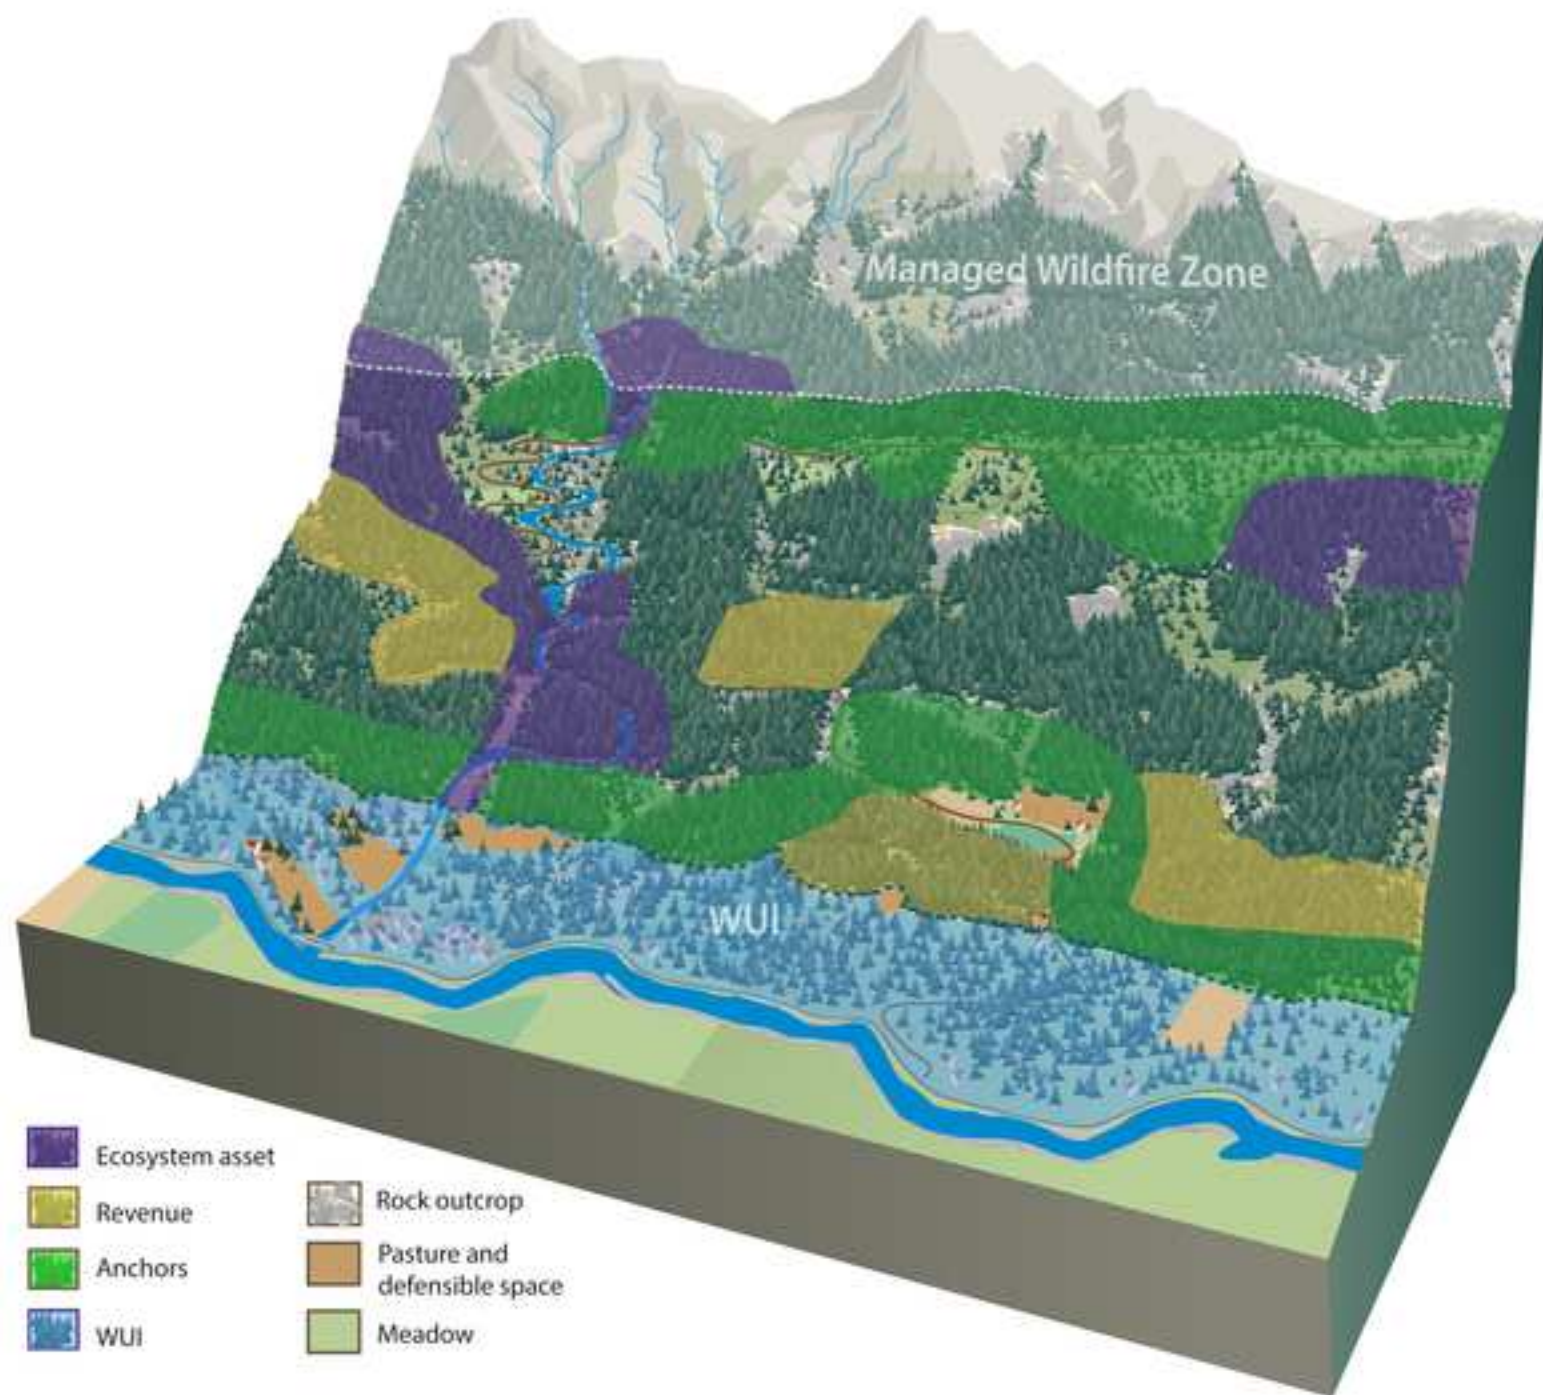 Managed Wildfire Zone
WUI
Ecosystem asset
Revenue
Anchors
WUI
Rock outcrop
Pasture and
defensible space
Meadow